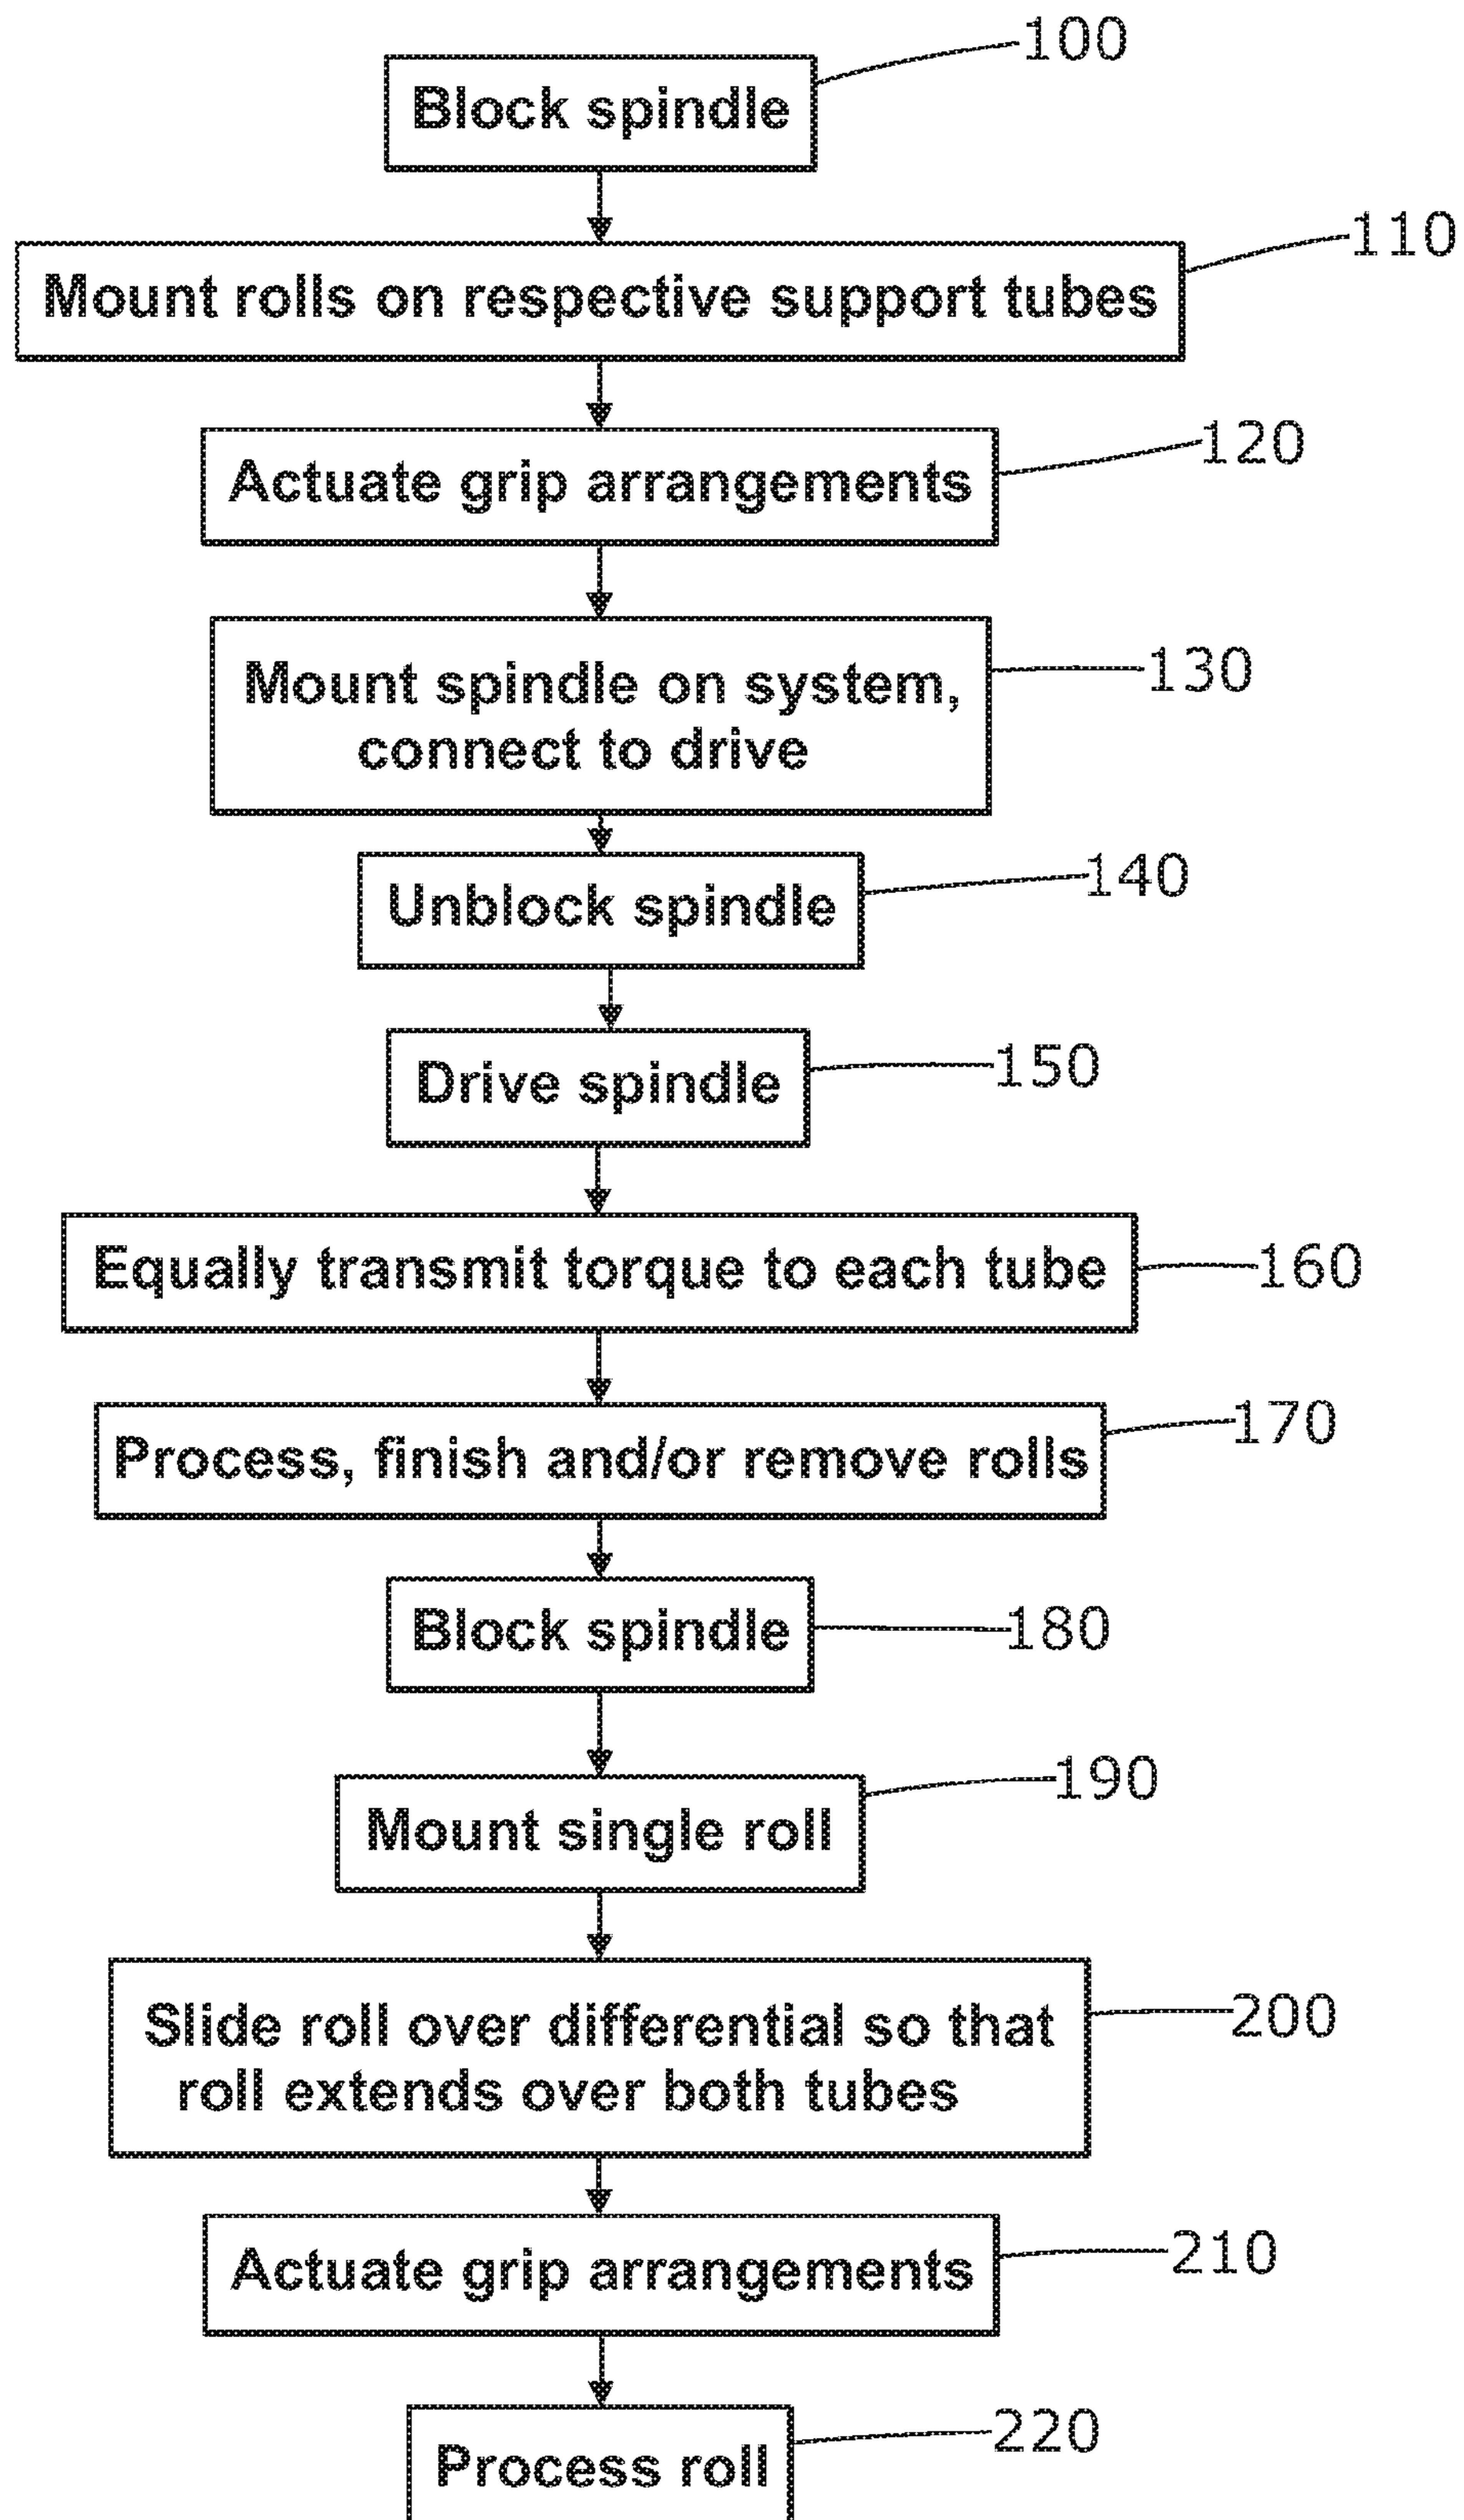 100
Block spindle
110
Mount rolls on respective support tubes
120
Actuate grip arrangements
130
Mount spindle on system,
connect to drive
140
Unblock spindle
150
Drive spindle
160
Equally transmit torque to each tube
170
Process, finish and/or remove rolls
180
Block spindle
190
Mount single roll
200
Slide roll over differential so that
roll extends over both tubes
210
Actuate grip arrangements
220
Process roll